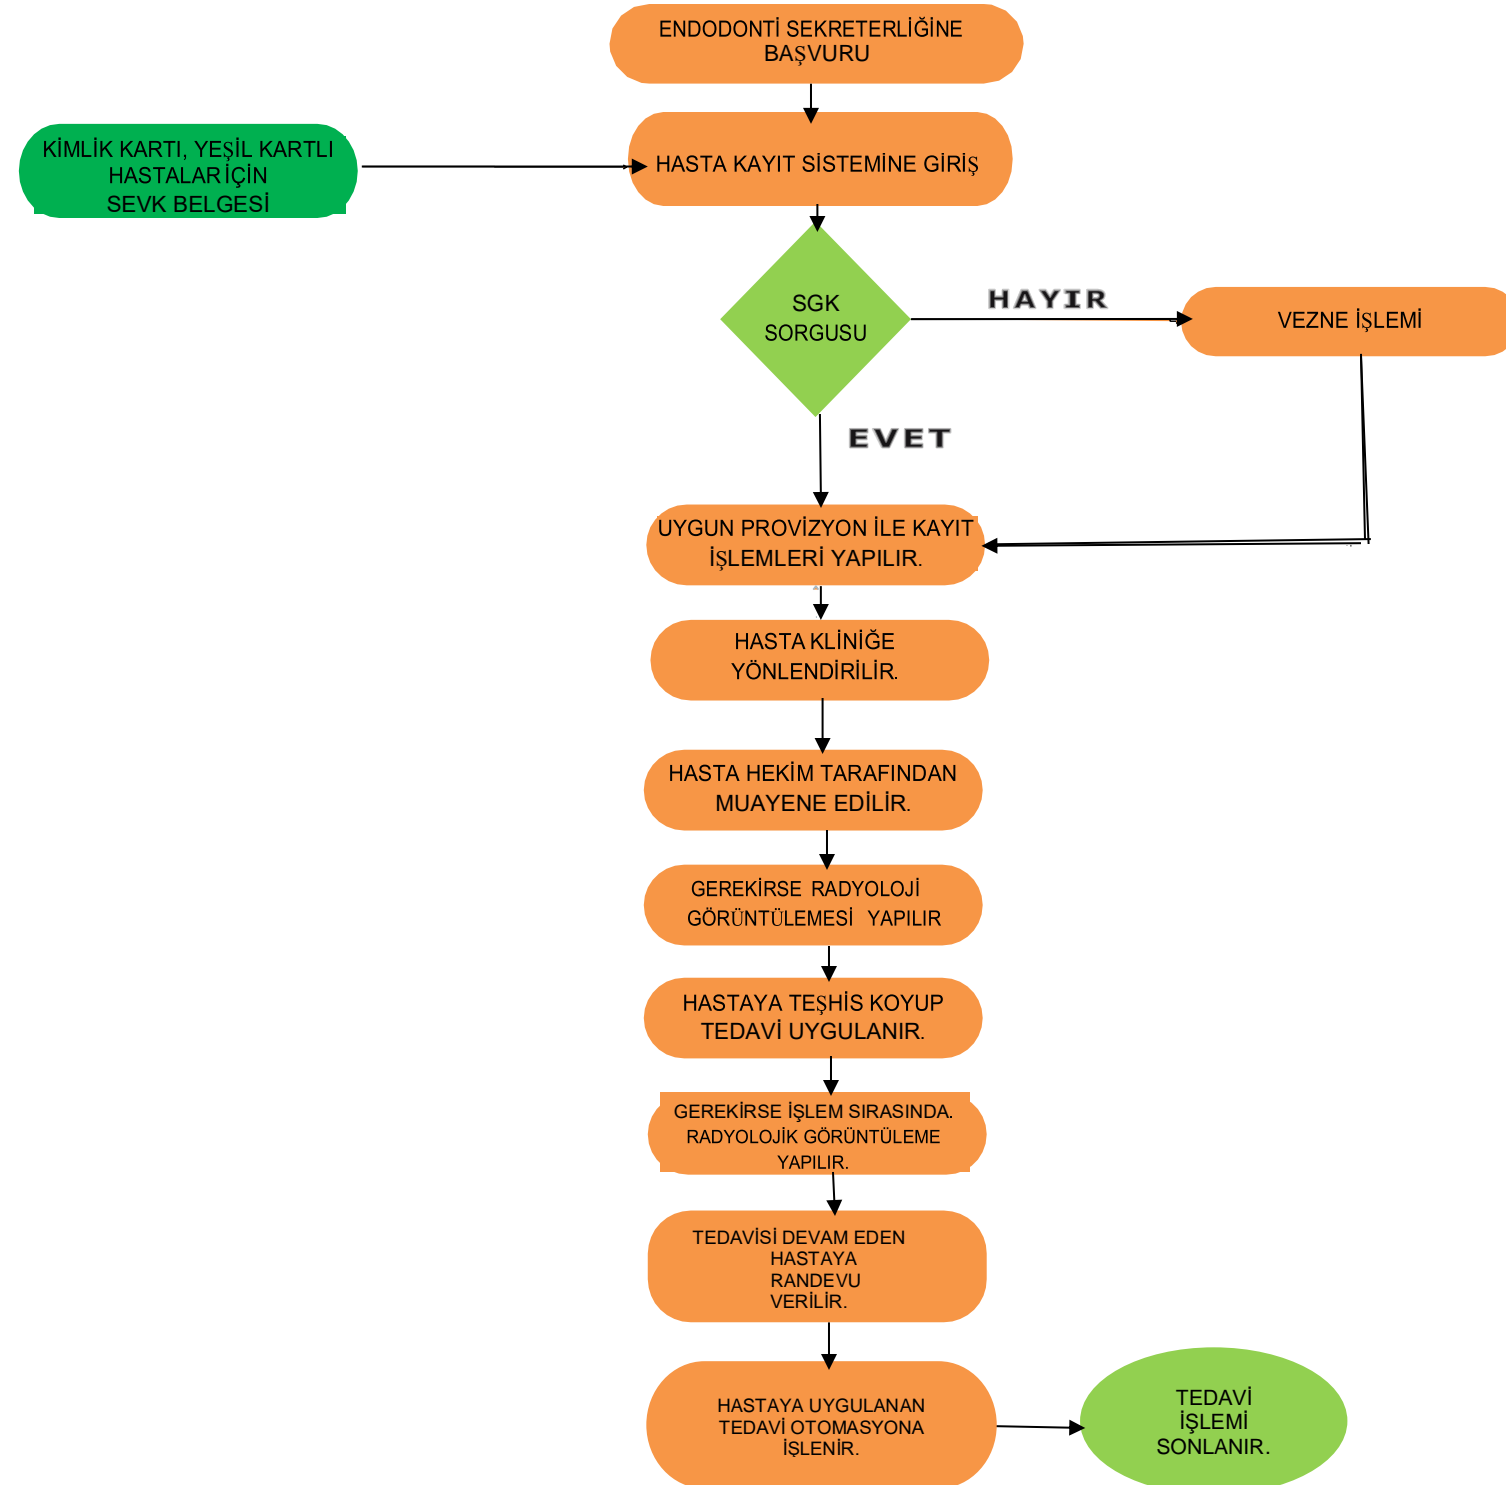 ENDODONTİ SEKRETERLİĞİNE
BAŞVURU
KİMLİK KARTI, YEŞİL KARTLI
HASTALAR İÇİN
SEVK BELGESİ
HASTA KAYIT SİSTEMİNE GİRİŞ
SGK
SORGUSU
HAYIR
VEZNE İŞLEMİ
EVET
UYGUN PROVİZYON İLE KAYIT
İŞLEMLERİ YAPILIR.
HASTA KLİNİĞE
YÖNLENDİRİLİR.
HASTA HEKİM TARAFINDAN
MUAYENE EDİLİR.
GEREKİRSE RADYOLOJİ
GÖRÜNTÜLEMESİ YAPILIR
HASTAYA TEŞHİS KOYUP
TEDAVİ UYGULANIR.
GEREKİRSE İŞLEM SIRASINDA.
RADYOLOJİK GÖRÜNTÜLEME
YAPILIR.
TEDAVİSİ DEVAM EDEN
HASTAYA
RANDEVU
VERİLİR.
HASTAYA UYGULANAN
TEDAVİ OTOMASYONA
İŞLENİR.
TEDAVİ
İŞLEMİ
SONLANIR.